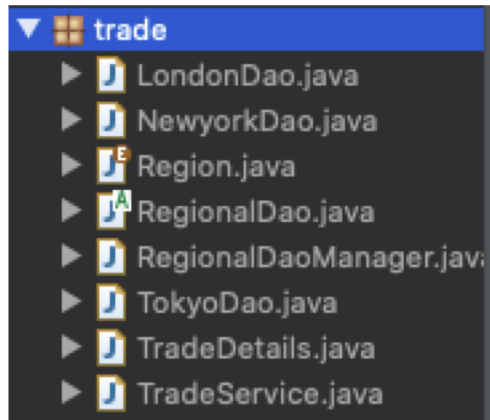 trade
LondonDao.java
NewyorkDao.java
Region.java
RegionalDao.java
RegionalDaoManager.java
TokyoDao.java
TradeDetails.java
TradeService.java